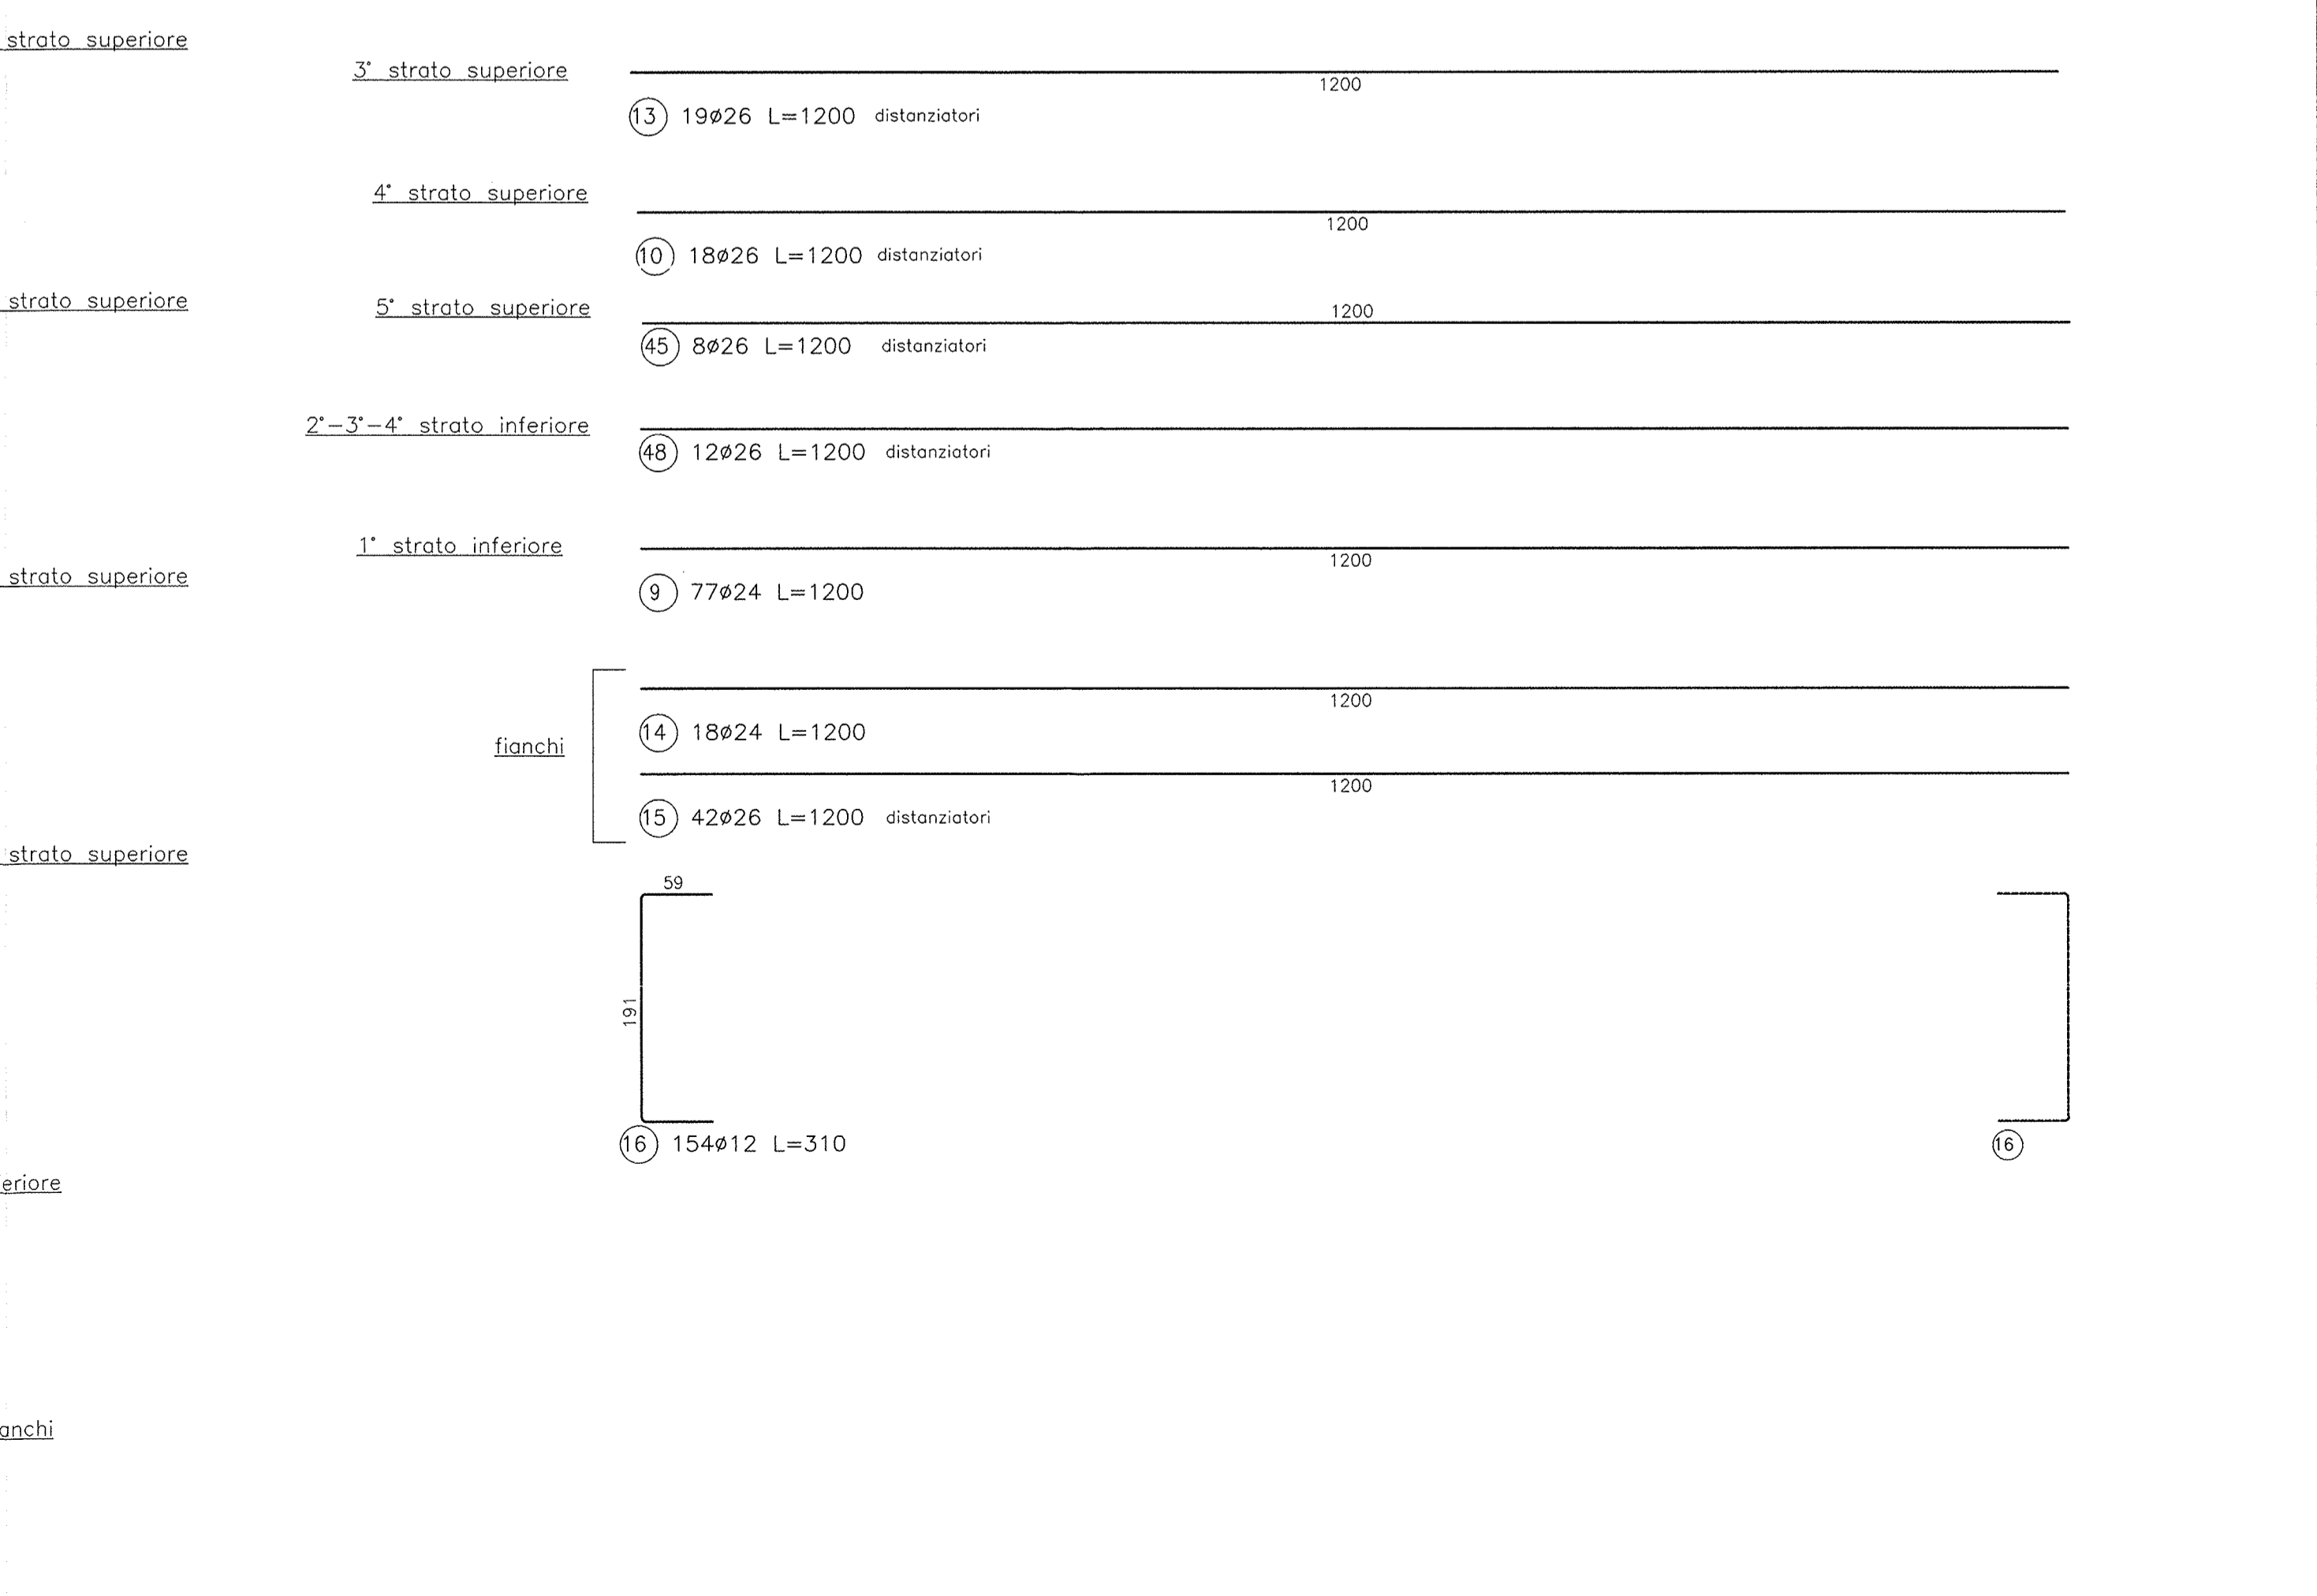 strato superiore
3° strato superiore
1200
13 19ø26 L=1200 distanziatori
4° strato superiore
1200
10 18ø26 L=1200 distanziatori
strato superiore
5° strato superiore
1200
45 8ø26 L=1200 distanziatori
2°-3°-4° strato inferiore
48 12ø26 L=1200 distanziatori
1° strato inferiore
1200
strato superiore
9 77ø24 L=1200
1200
14 18ø24 L=1200
fianchi
1200
15 42ø26 L=1200 distanziatori
strato superiore
59
191
16 154ø12 L=310
16
eriore
anchi